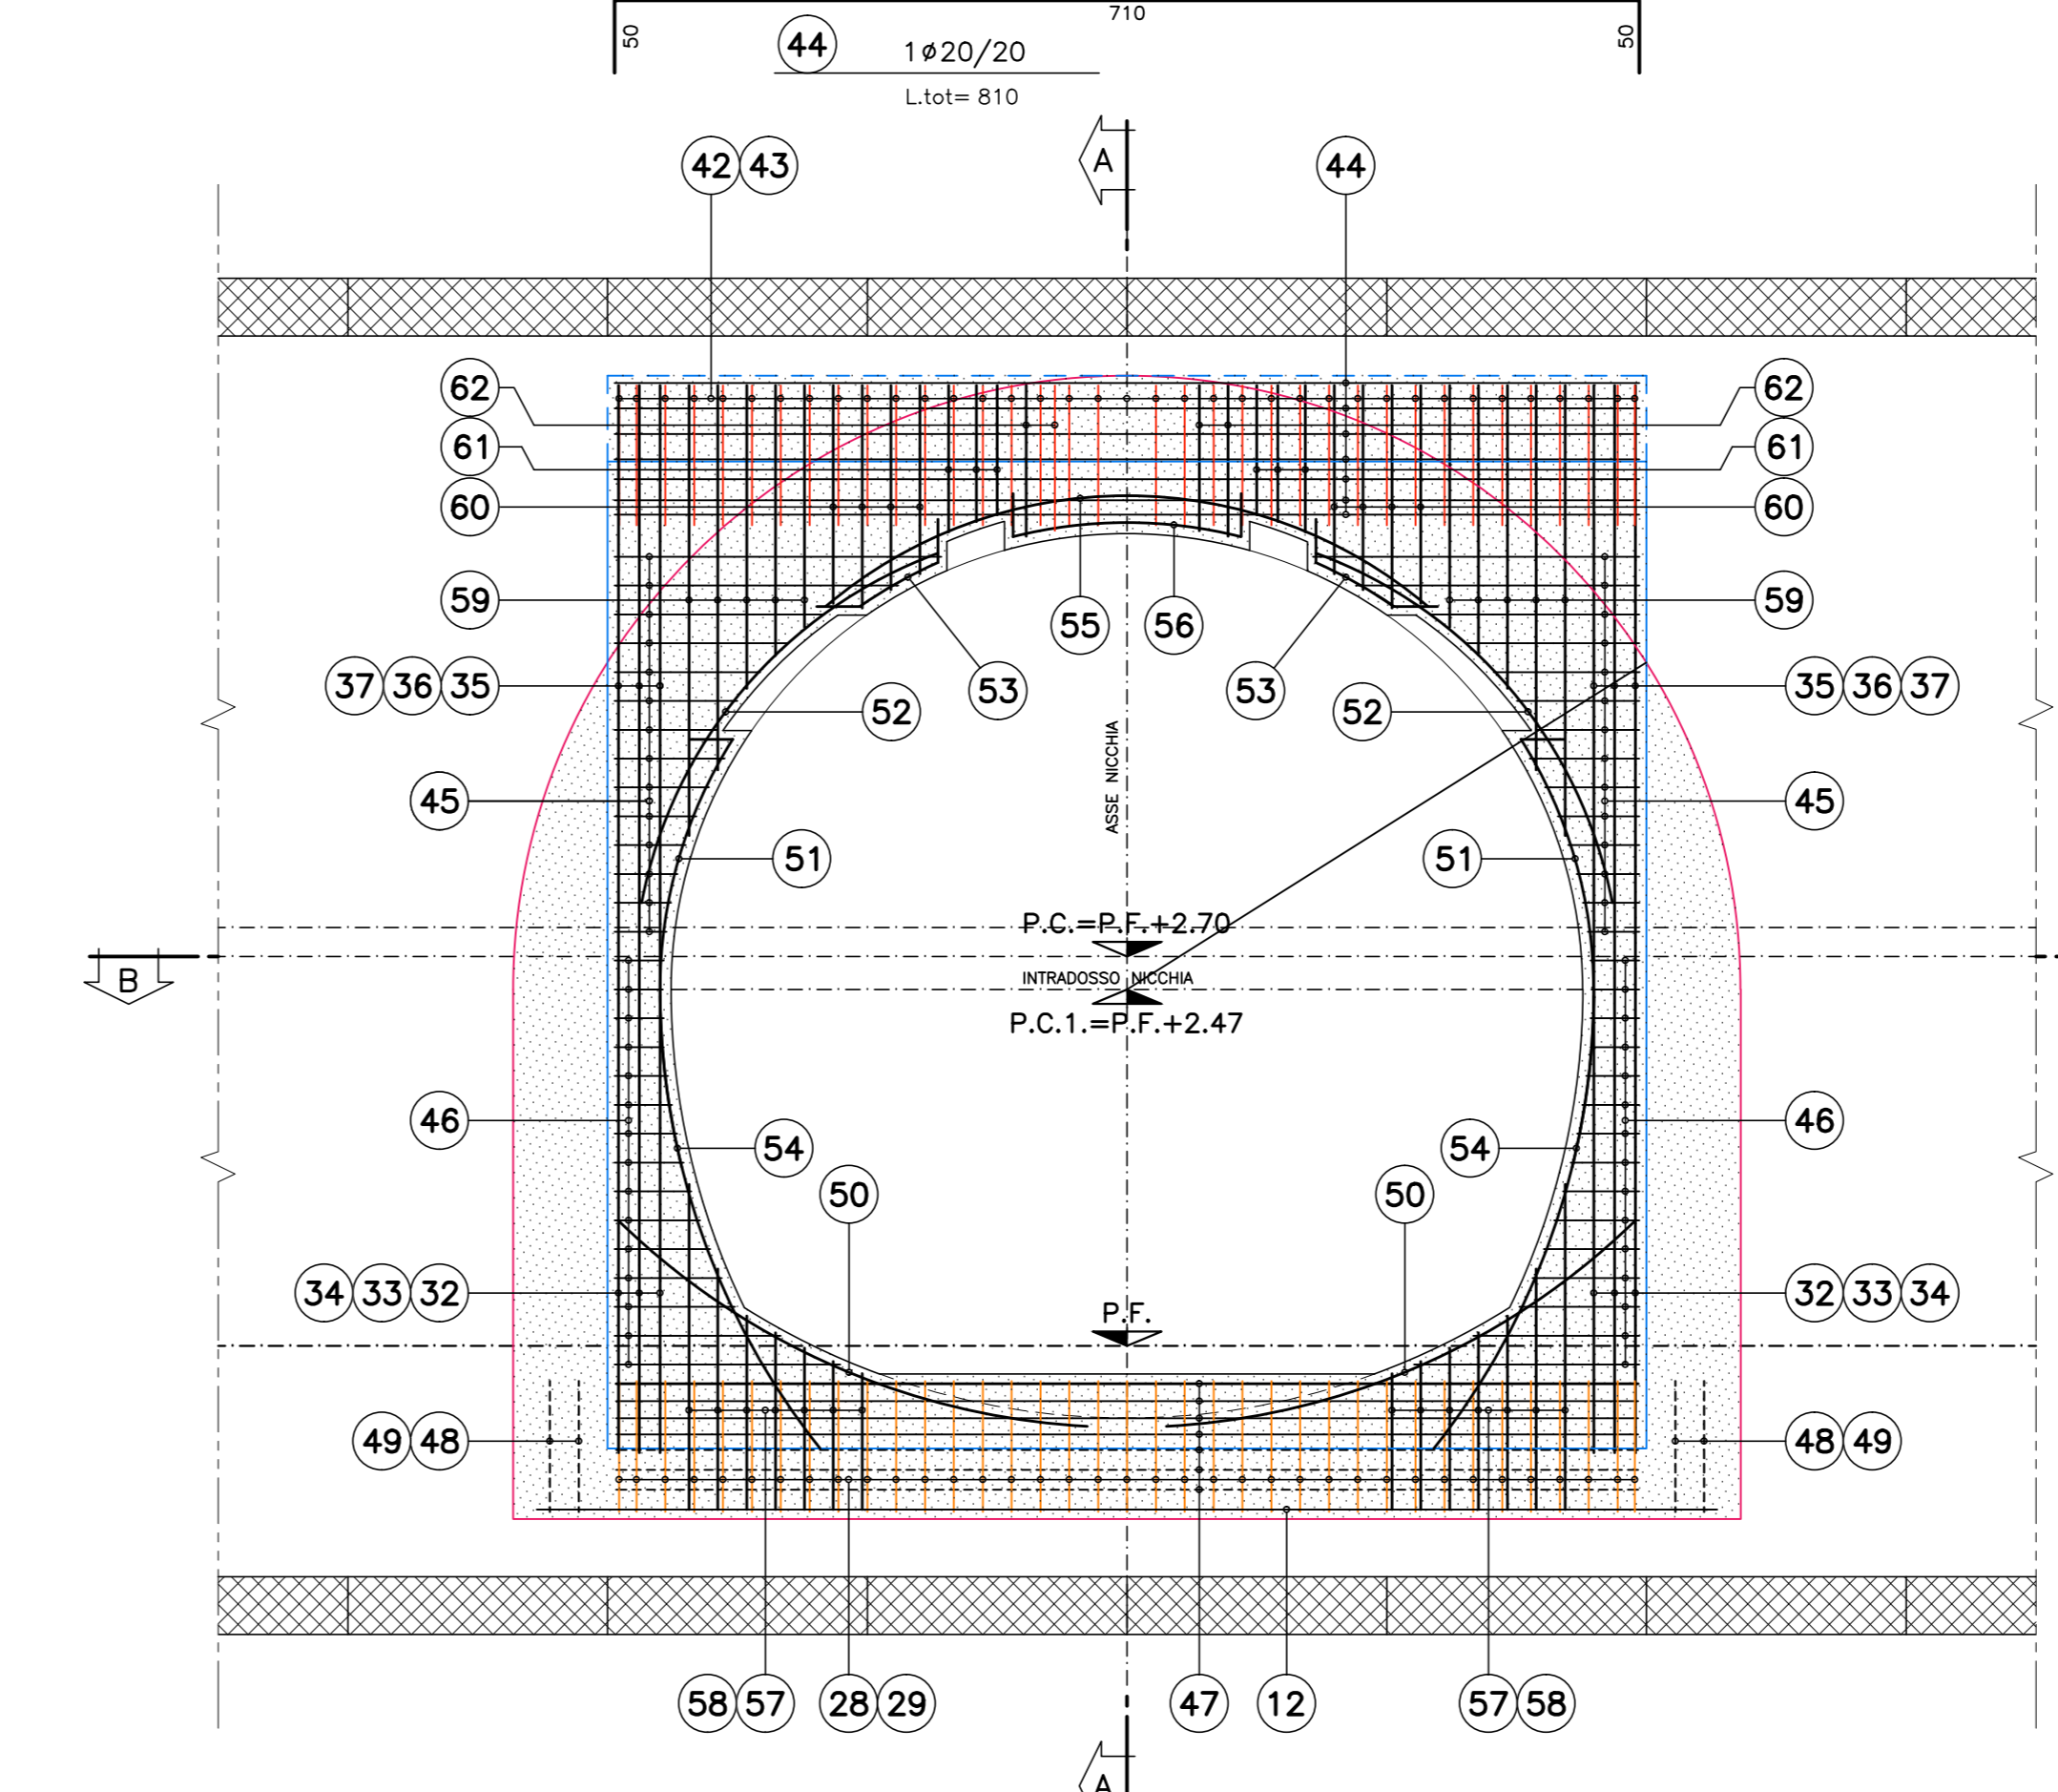 710
50
50
44 1ø20/20
L.tot= 810
A
42 43
44
62
62
61
61
60
60
59
59
55 56
53
53
37 36 35
35 36 37
52
52
ASSE NICCHIA
45
45
51
51
P.C.=P.F.+2.70
B
INTRADOSSO NICCHIA
P.C.1.=P.F.+2.47
46
46
54
54
50
50
34 33 32
32 33 34
P.F.
49 48
48 49
58 57
28 29
47
12
57 58
A